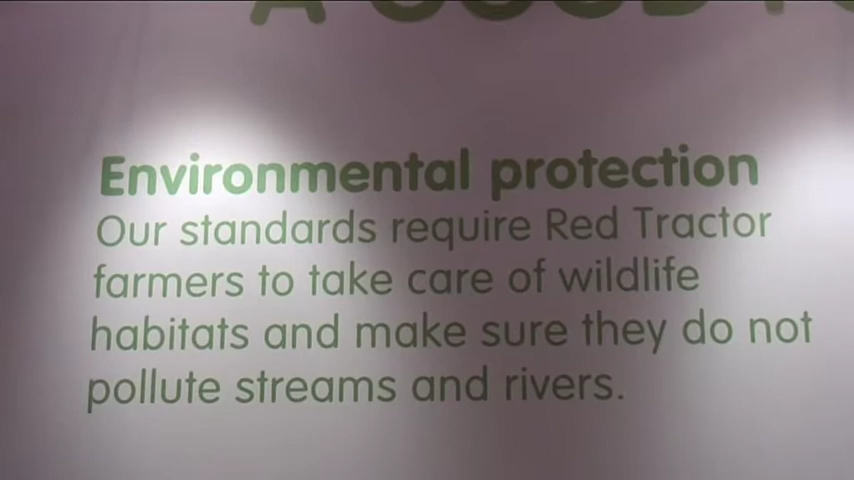 A GOOD
Environmental protection
Our standards require Red Tractor
farmers to take care of wildlife
habitats and make sure they do not
pollute streams and rivers.